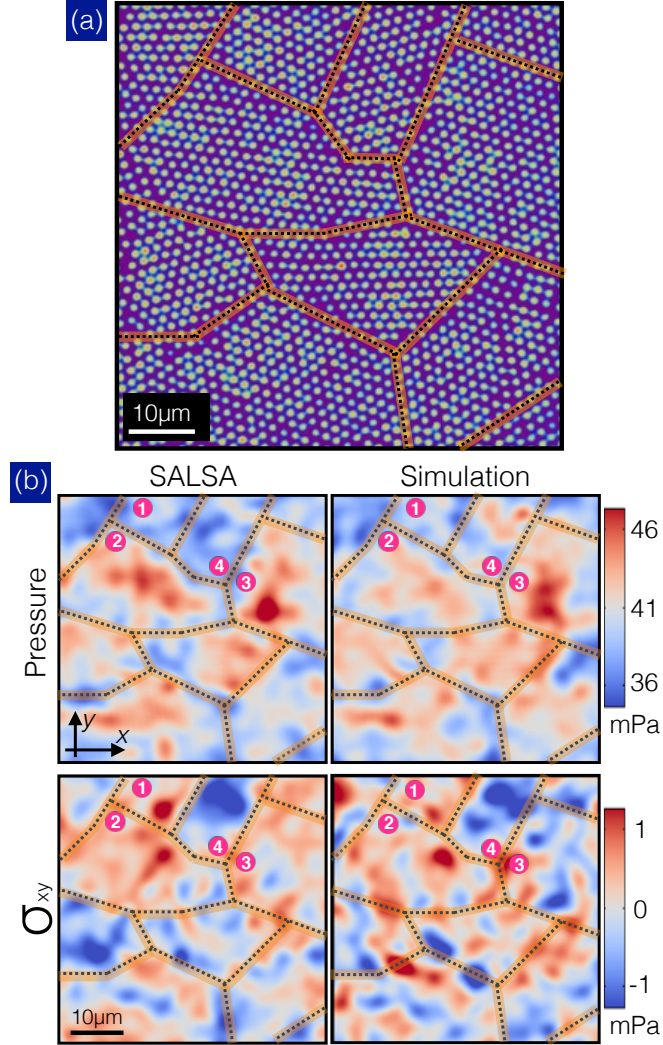 (a)
10µm
(b)
SALSA Simulation
Pressure
1 2 4 3
1 2 4 3
y
x
46
41
36
mPa
σxy
1 2 4 3
1 2 4 3
10µm
1
0
-1
mPa